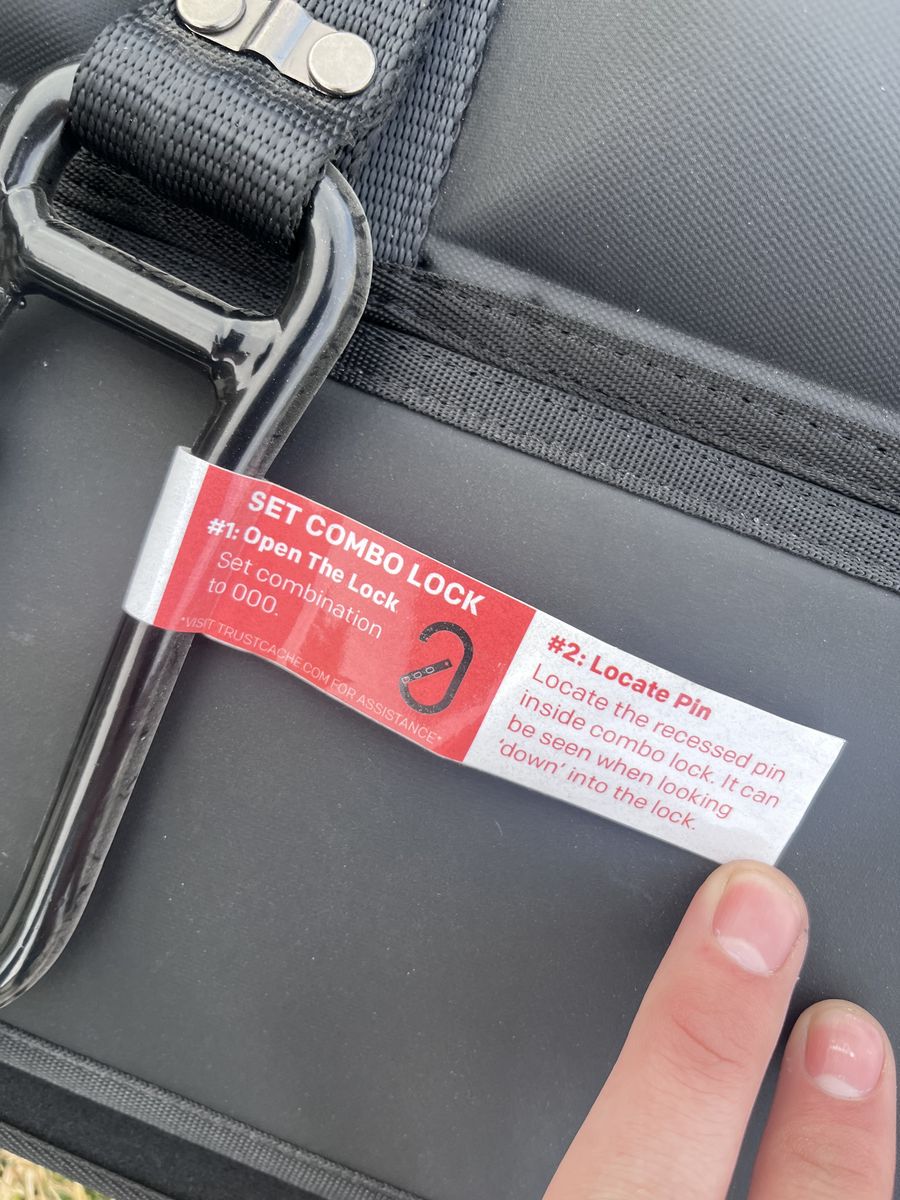 SET COMBO LOCK
#1: Open The Lock
Set combination
to 000.
*VISIT TRUSTCACHE.COM FOR ASSISTANCE*
#2: Locate Pin
Locate the recessed pin
inside combo lock. It can
be seen when looking
'down' into the lock.